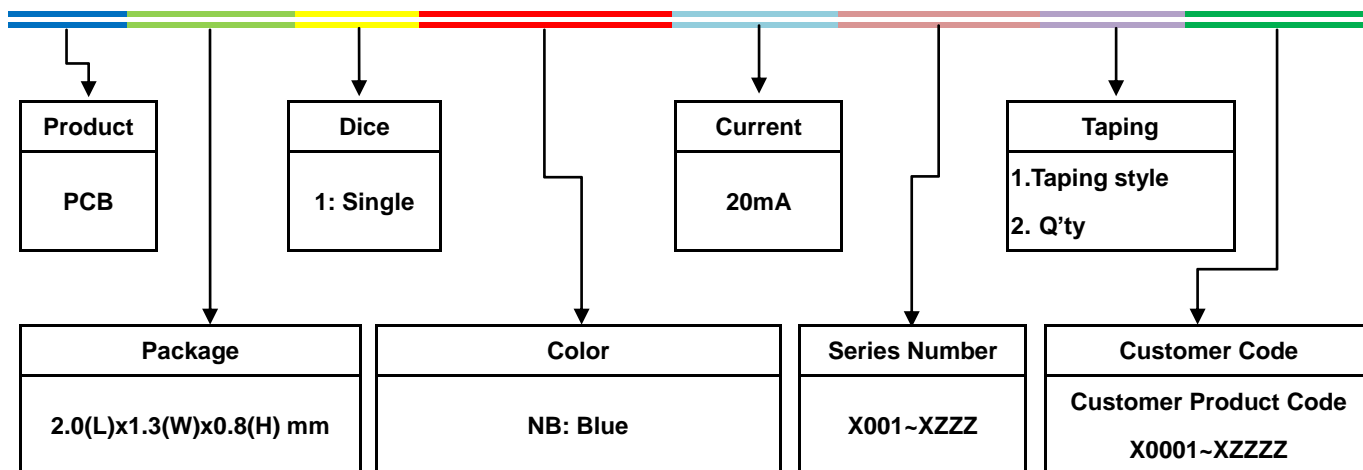 Product
PCB
Dice
1: Single
Current
20mA
Taping
1.Taping style
2. Q’ty
Package
2.0(L)x1.3(W)x0.8(H) mm
Color
NB: Blue
Series Number
X001~XZZZ
Customer Code
Customer Product Code
X0001~XZZZZ